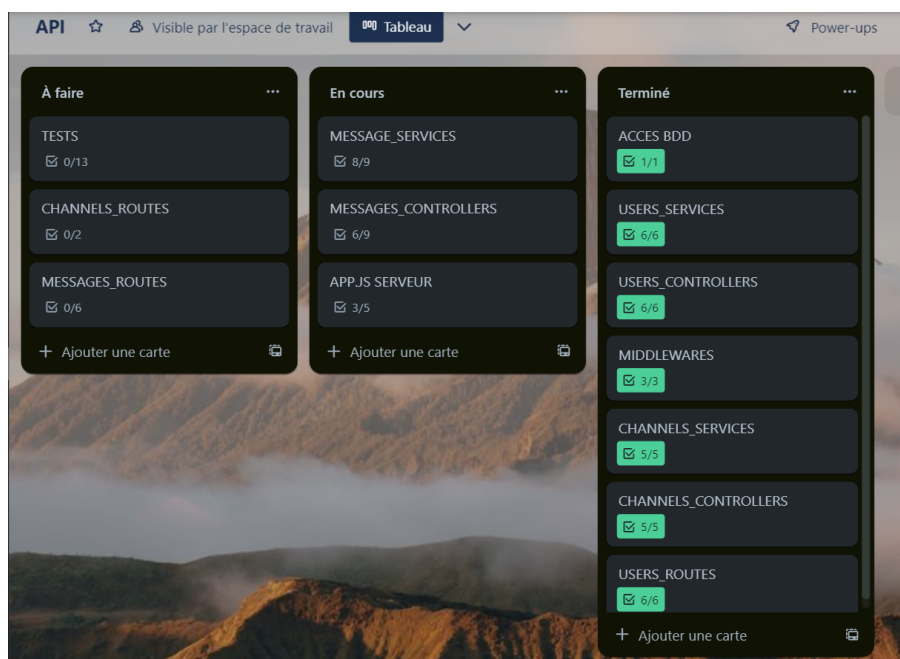 API Visible par l'espace de travail Tableau Power-ups
À faire
TESTS
0/13
CHANNELS_ROUTES
0/2
MESSAGES_ROUTES
0/6
+ Ajouter une carte
En cours
MESSAGE_SERVICES
8/9
MESSAGES_CONTROLLERS
6/9
APP.JS SERVEUR
3/5
+ Ajouter une carte
Terminé
ACCES BDD
1/1
USERS_SERVICES
6/6
USERS_CONTROLLERS
6/6
MIDDLEWARES
3/3
CHANNELS_SERVICES
5/5
CHANNELS_CONTROLLERS
5/5
USERS_ROUTES
6/6
+ Ajouter une carte